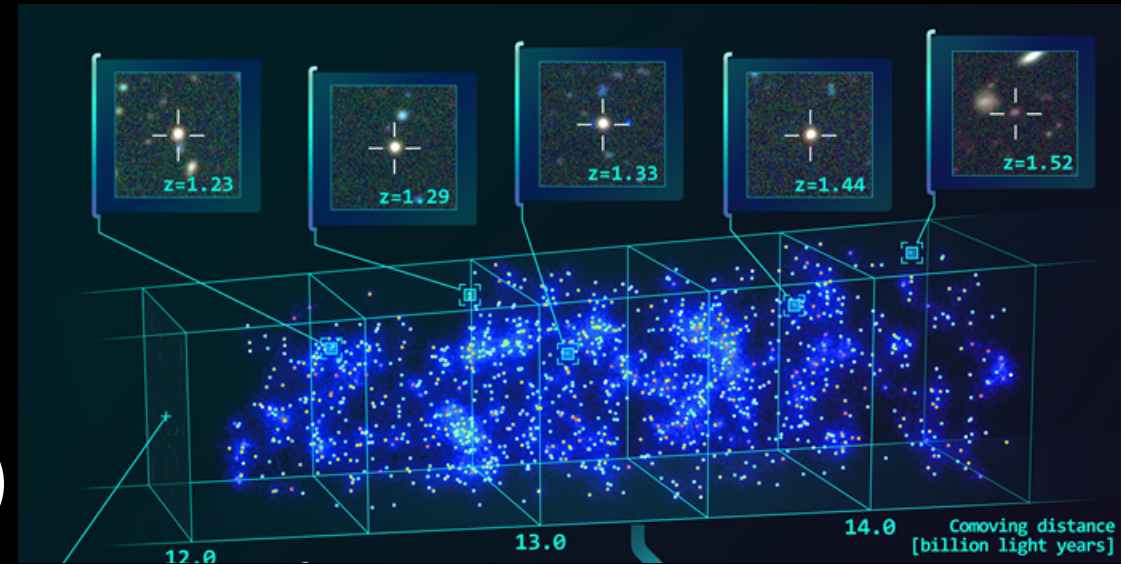 z=1.23
z=1.29
z=1.33
z=1.44
z=1.52
12.0
13.0
14.0
Comoving distance
[billion light years]